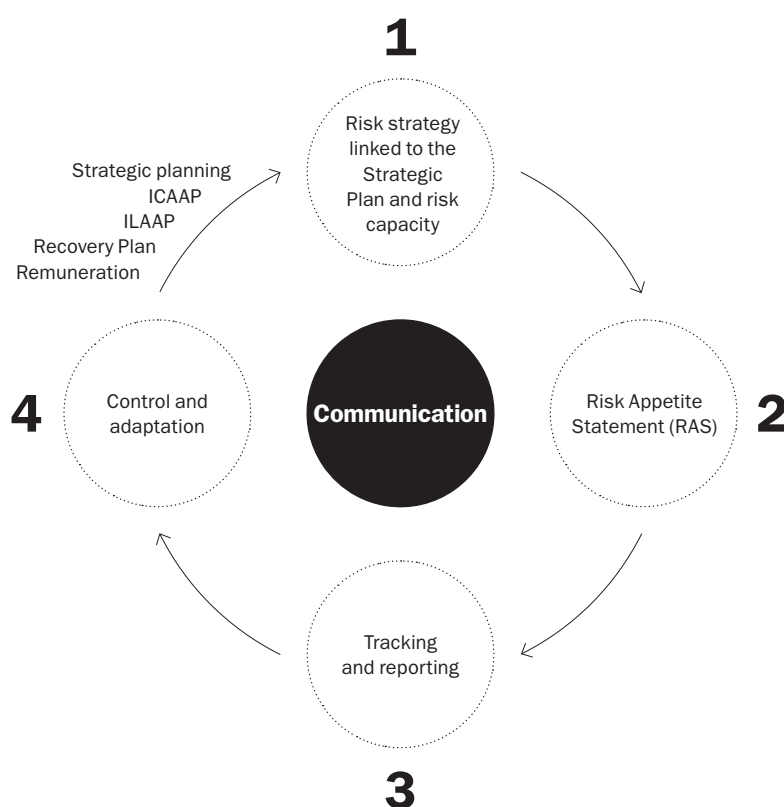 1
Risk strategy
linked to the
Strategic
Plan and risk
capacity
Strategic planning
ICAAP
ILAAP
Recovery Plan
Remuneration
2
Risk Appetite
Statement (RAS)
3
Tracking
and reporting
4
Control and
adaptation
Communication